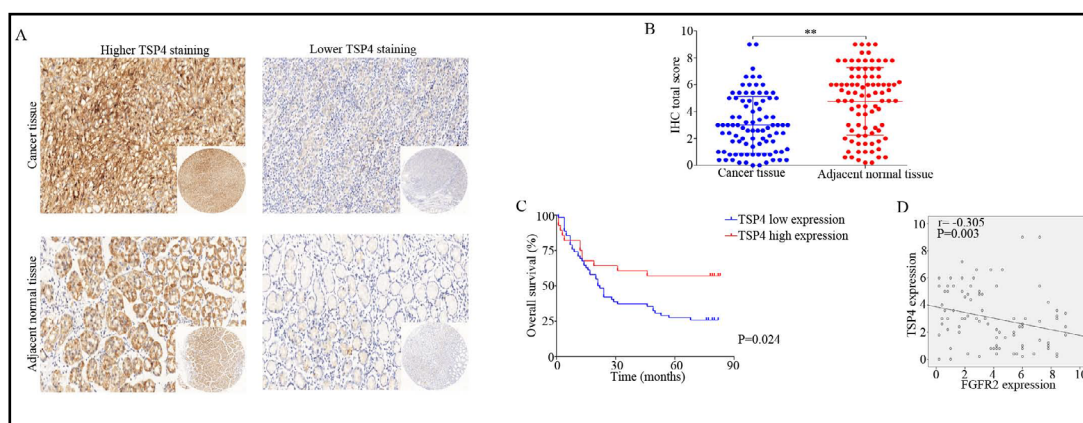 A
Higher TSP4 staining
Lower TSP4 staining
Cancer tissue
Adjacent normal tissue
B
**
IHC total score
10
8
6
4
2
0
Cancer tissue
Adjacent normal tissue
C
TSP4 low expression
TSP4 high expression
Overall survival (%)
100
75
50
25
0
0
30
60
90
P=0.024
Time (months)
D
r= -0.305
P=0.003
TSP4 expression
10
8
6
4
2
0
0
2
4
6
8
10
FGFR2 expression